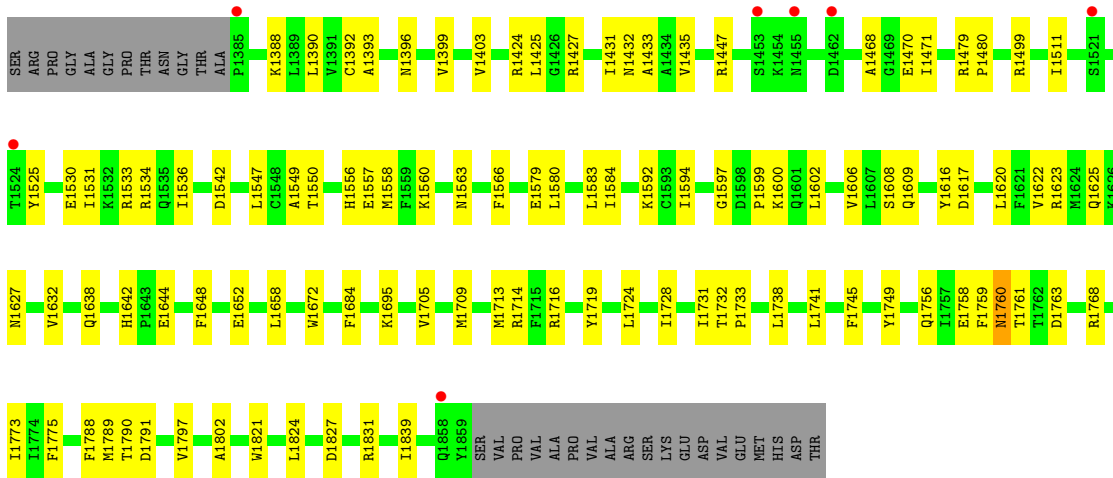 SER ARG PRO GLY ALA GLY PRO THR ASN GLY THR ALA P1385 K1388 L1389 L1390 V1391 C1392 A1393 N1396 V1399 V1403 R1424 L1425 G1426 R1427 I1431 N1432 A1433 A1434 V1435 R1447 S1453 K1454 N1455 D1462 A1468 G1469 E1470 I1471 R1479 P1480 R1499 I1511 S1521
T1524 Y1525 E1530 I1531 K1532 R1533 R1534 Q1535 I1536 D1542 L1547 C1548 A1549 T1550 H1556 E1557 M1558 F1559 K1560 N1563 F1566 E1579 L1580 L1583 I1584 K1592 C1593 I1594 G1597 D1598 P1599 K1600 Q1601 L1602 V1606 L1607 S1608 Q1609 Y1616 D1617 L1620 F1621 V1622 R1623 M1624 Q1625 K1626
N1627 V1632 Q1638 H1642 P1643 E1644 F1648 E1652 L1658 W1672 F1684 K1695 V1705 M1709 M1713 R1714 F1715 R1716 Y1719 L1724 I1728 I1731 T1732 P1733 L1738 L1741 F1745 Y1749 Q1756 I1757 E1758 F1759 N1760 T1761 T1762 D1763 R1768
I1773 I1774 F1775 F1788 M1789 T1790 D1791 V1797 A1802 W1821 L1824 D1827 R1831 I1839 Q1858 Y1859 SER VAL PRO VAL ALA PRO VAL ALA ARG SER LYS GLU ASP VAL GLU MET HIS ASP THR